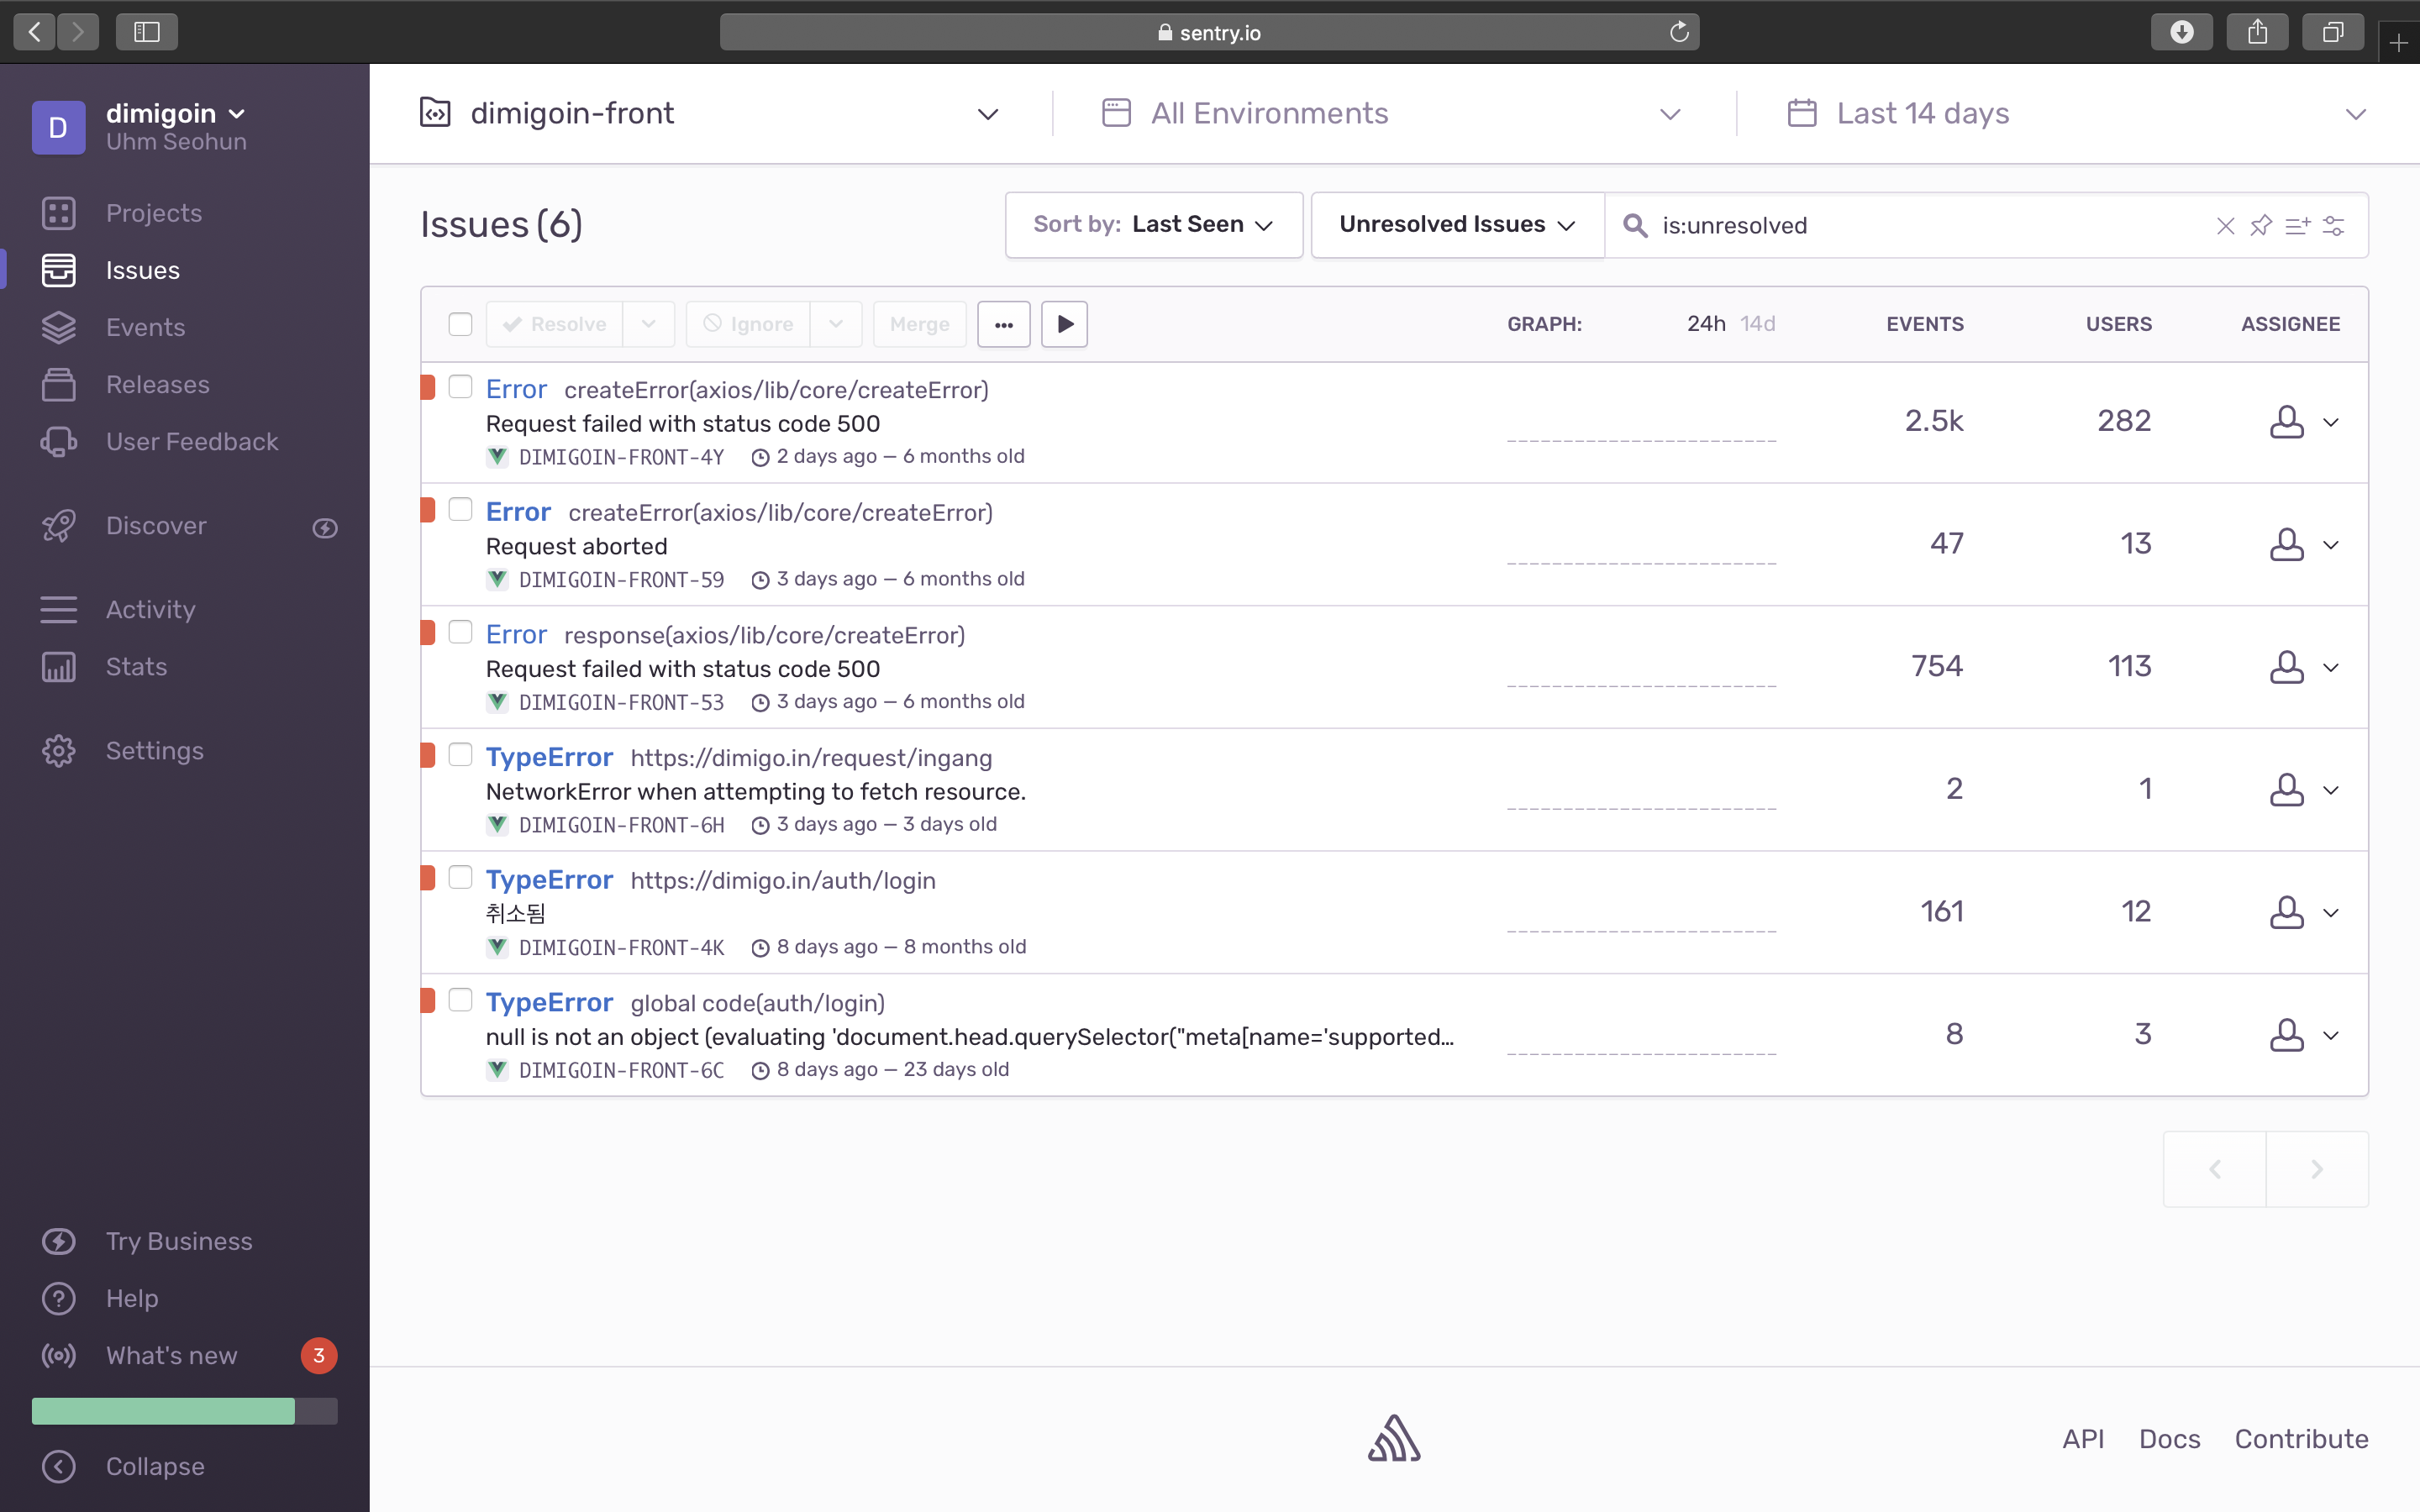 sentry.io
D
dimigoin
Uhm Seohun
Projects
Issues
Events
Releases
User Feedback
Discover
Activity
Stats
Settings
Try Business
Help
What's new
3
Collapse
dimigoin-front
All Environments
Last 14 days
Issues (6)
Sort by: Last Seen
Unresolved Issues
is:unresolved
Resolve
Ignore
Merge
GRAPH:
24h
14d
EVENTS
USERS
ASSIGNEE
Error createError(axios/lib/core/createError)
Request failed with status code 500
DIMIGOIN-FRONT-4Y 2 days ago — 6 months old
2.5k
282
Error createError(axios/lib/core/createError)
Request aborted
DIMIGOIN-FRONT-59 3 days ago — 6 months old
47
13
Error response(axios/lib/core/createError)
Request failed with status code 500
DIMIGOIN-FRONT-53 3 days ago — 6 months old
754
113
TypeError https://dimigo.in/request/ingang
NetworkError when attempting to fetch resource.
DIMIGOIN-FRONT-6H 3 days ago — 3 days old
2
1
TypeError https://dimigo.in/auth/login
취소됨
DIMIGOIN-FRONT-4K 8 days ago — 8 months old
161
12
TypeError global code(auth/login)
null is not an object (evaluating 'document.head.querySelector("meta[name='supported...
DIMIGOIN-FRONT-6C 8 days ago — 23 days old
8
3
API
Docs
Contribute